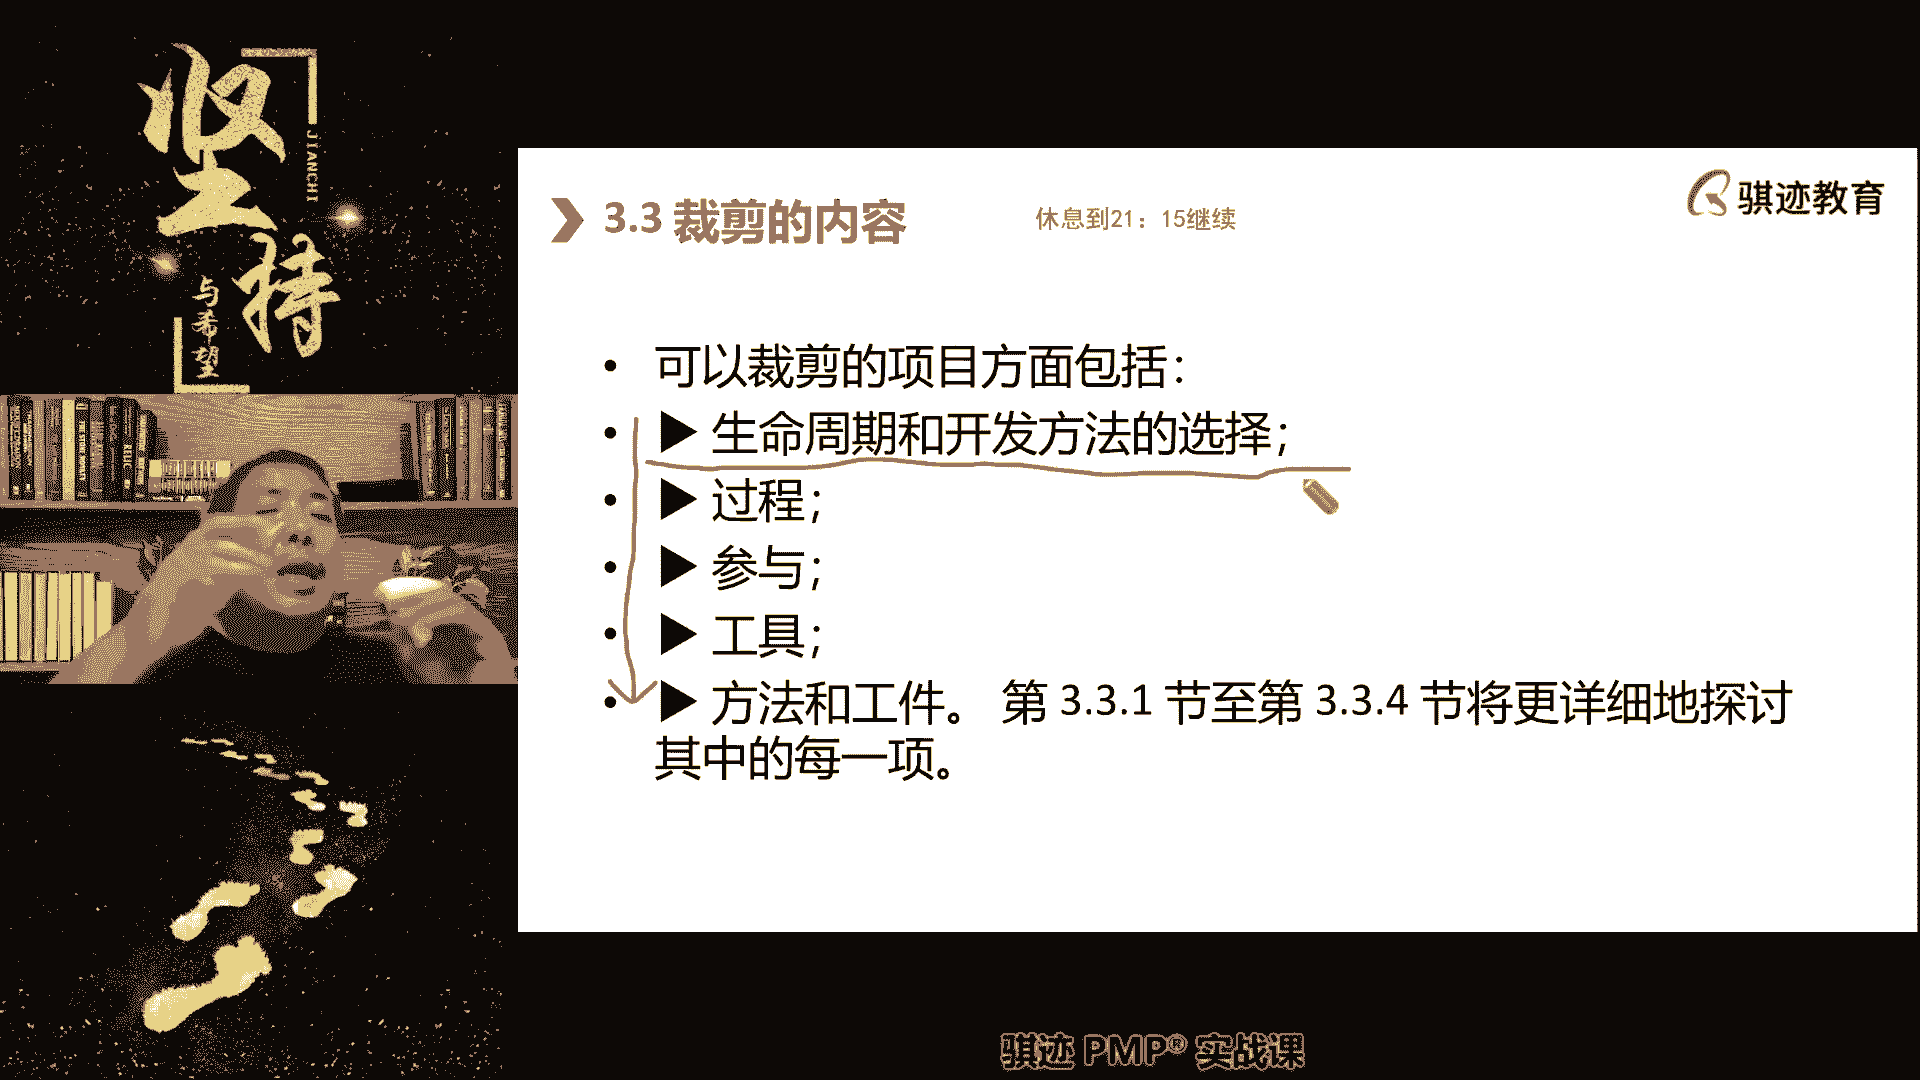 坚持
JIANCHI
与希望
骐迹教育
3.3 裁剪的内容
休息到21：15继续
• 可以裁剪的项目方面包括：
• ▶ 生命周期和开发方法的选择；
• ▶ 过程；
• ▶ 参与；
• ▶ 工具；
• ▶ 方法和工件。 第 3.3.1 节至第 3.3.4 节将更详细地探讨
其中的每一项。
骐迹 PMP® 实战课